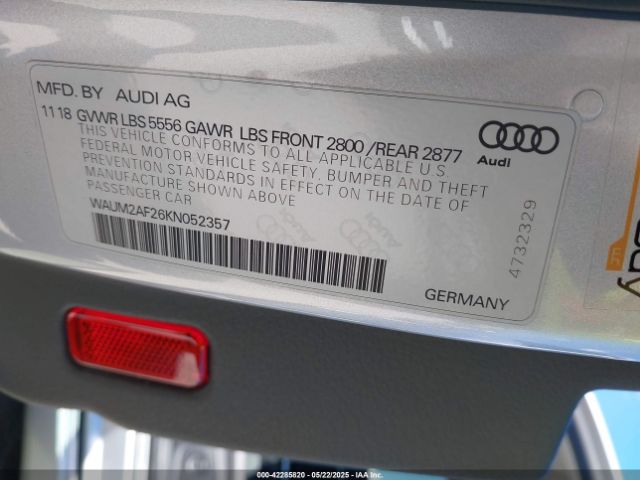 MFD. BY AUDI AG
11 18 GVWR LBS 5556 GAWR LBS FRONT 2800 /REAR 2877
THIS VEHICLE CONFORMS TO ALL APPLICABLE U S
FEDERAL MOTOR VEHICLE SAFETY, BUMPER AND THEFT
PREVENTION STANDARDS IN EFFECT ON THE DATE OF
MANUFACTURE SHOWN ABOVE
PASSENGER CAR
WAUM2AF26KN052357
Audi
4732329
GERMANY
000-42285820 - 05/22/2025 - IAA, Inc.